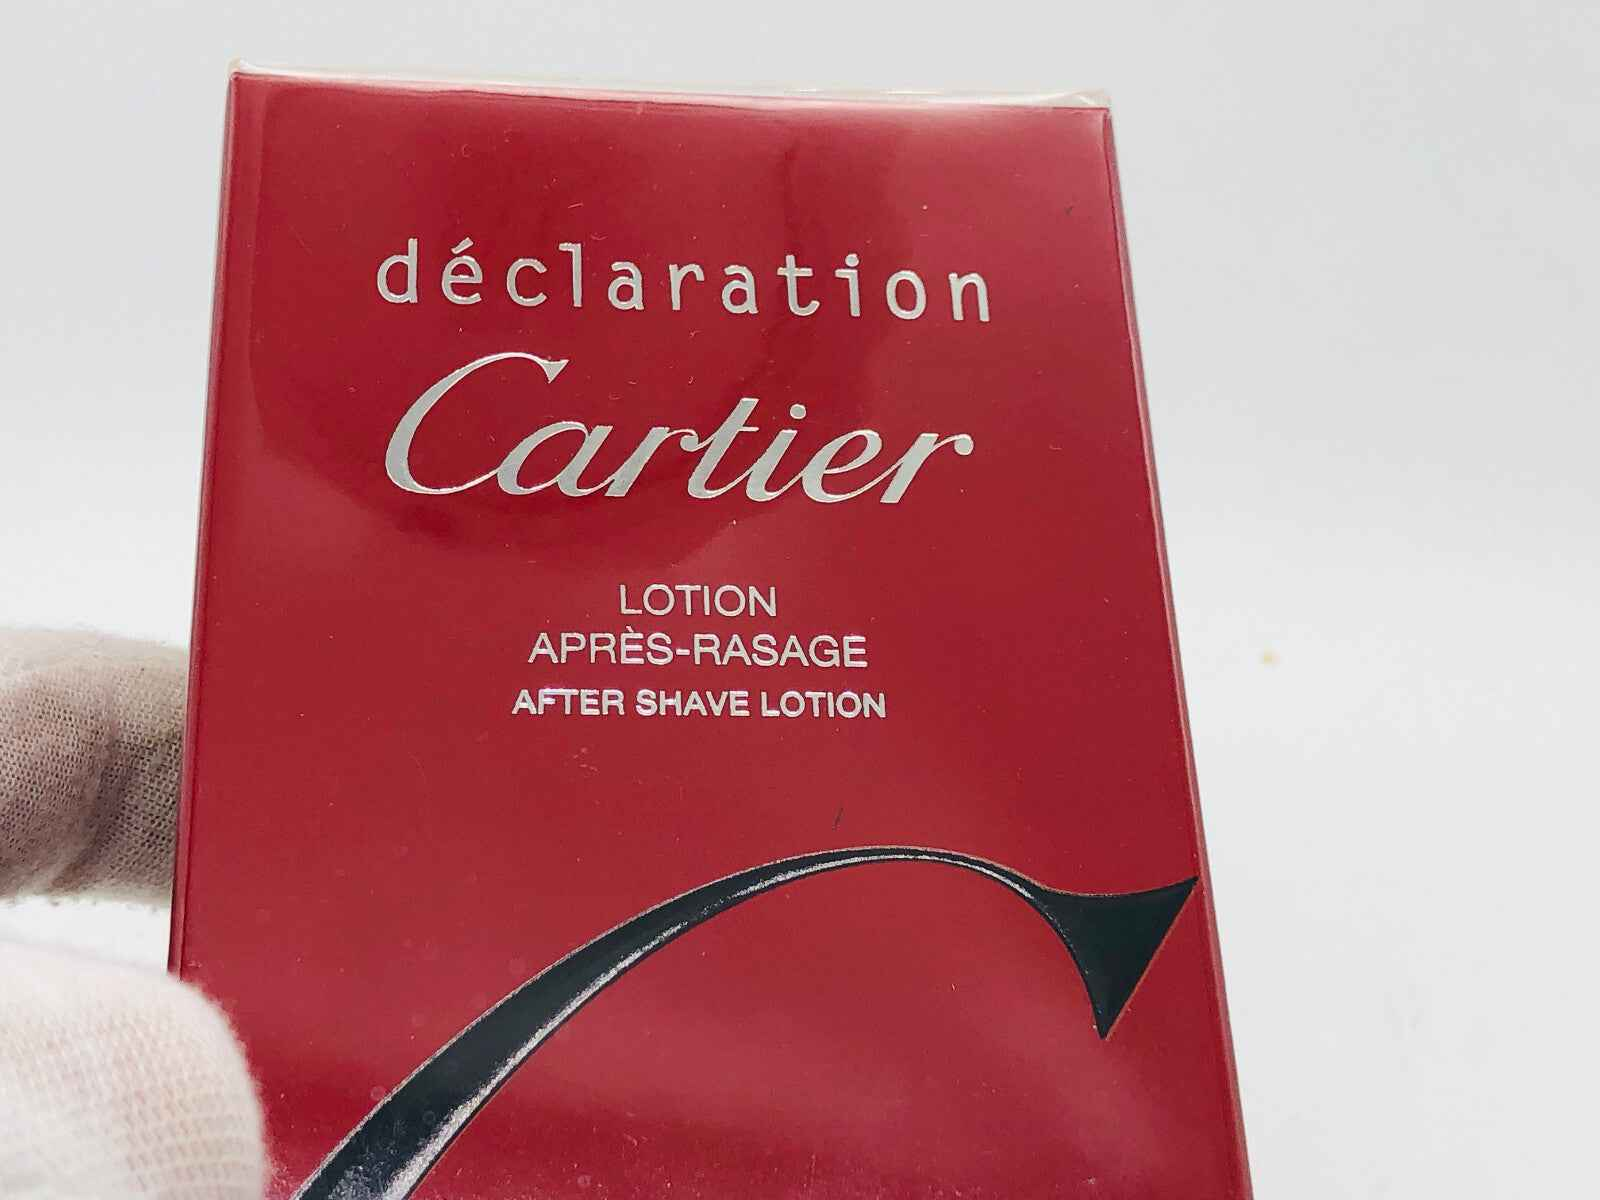 déclaration
Cartier
LOTION
APRÈS-RASAGE
AFTER SHAVE LOTION